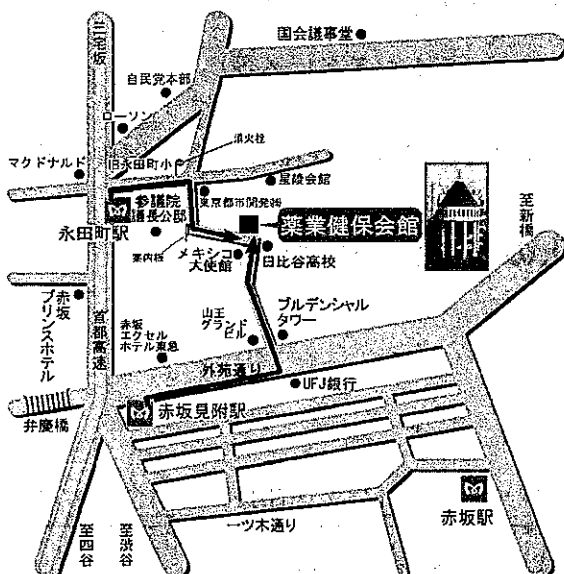 三宅坂
国会議事堂
自民党本部
ローソン
消火栓
マクドナルド
旧永田町小
星陵会館
東京都市開発㈱
参議院
議長公邸
薬業健保会館
永田町駅
案内板
メキシコ
大使館
日比谷高校
至新橋
赤坂
プリンスホテル
首都高速
赤坂
エクセル
ホテル東急
山王
グランド
ビル
プルデンシャル
タワー
外苑通り
UFJ銀行
赤坂見附駅
弁慶橋
一ツ木通り
赤坂駅
至四谷
至渋谷